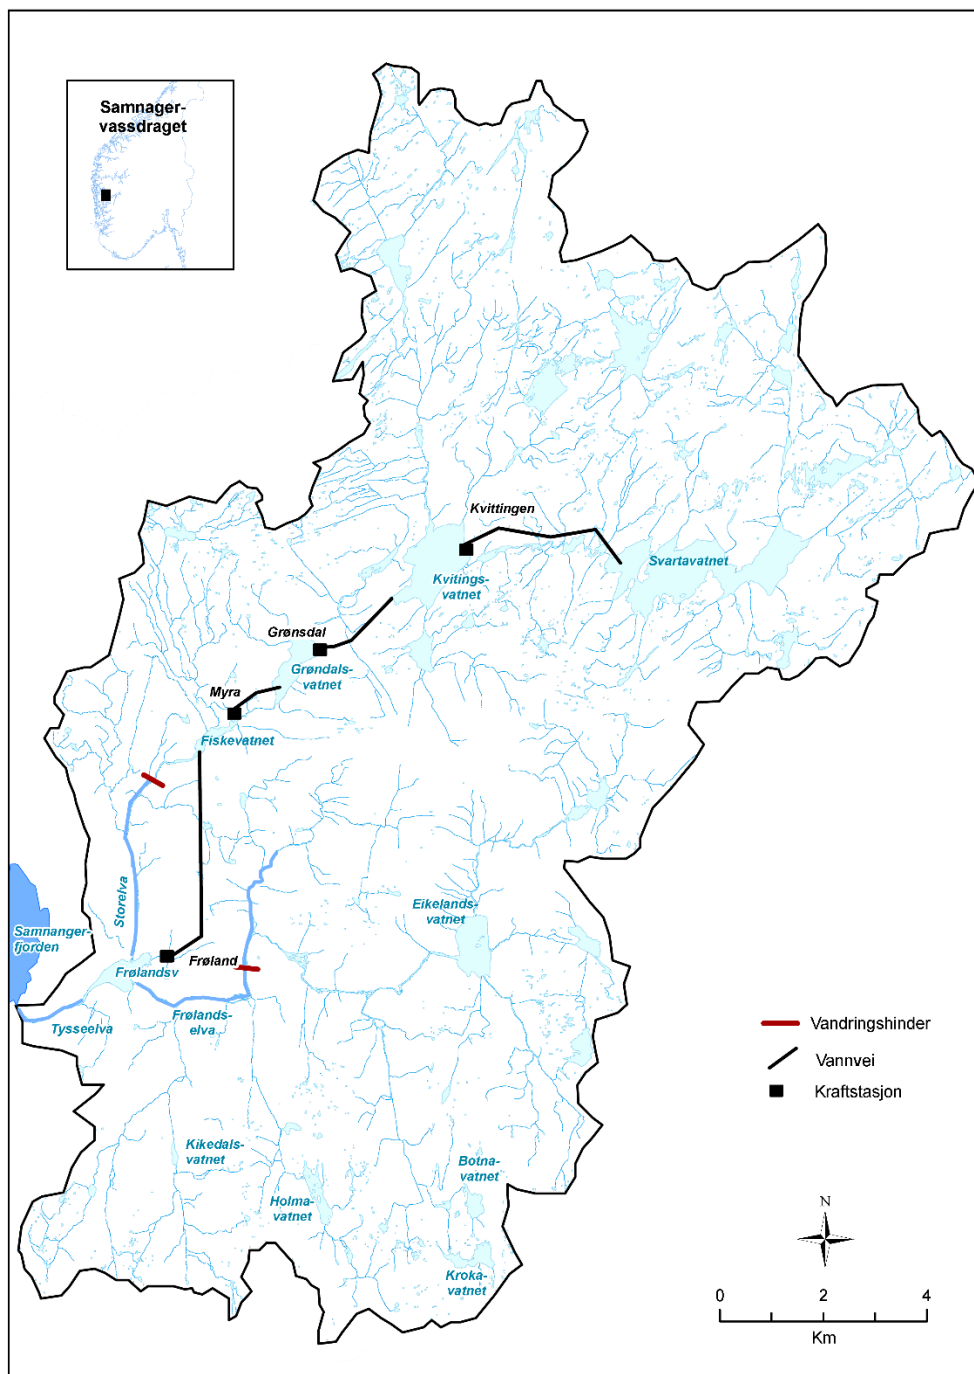 Samnager-
vassdraget
Kvittingen
Svartavatnet
Kvitings-
vatnet
Grønsdal
Grøndals-
vatnet
Myra
Fiskevatnet
Storelva
Eikelands-
vatnet
Samnanger-
fjorden
Frølandsv
Frøland
Tysseelva
Frølands-
elva
Vandringshinder
Vannvei
Kraftstasjon
Kikedals-
vatnet
Botna-
vatnet
Holma-
vatnet
Kroka-
vatnet
N
0 2 4
Km